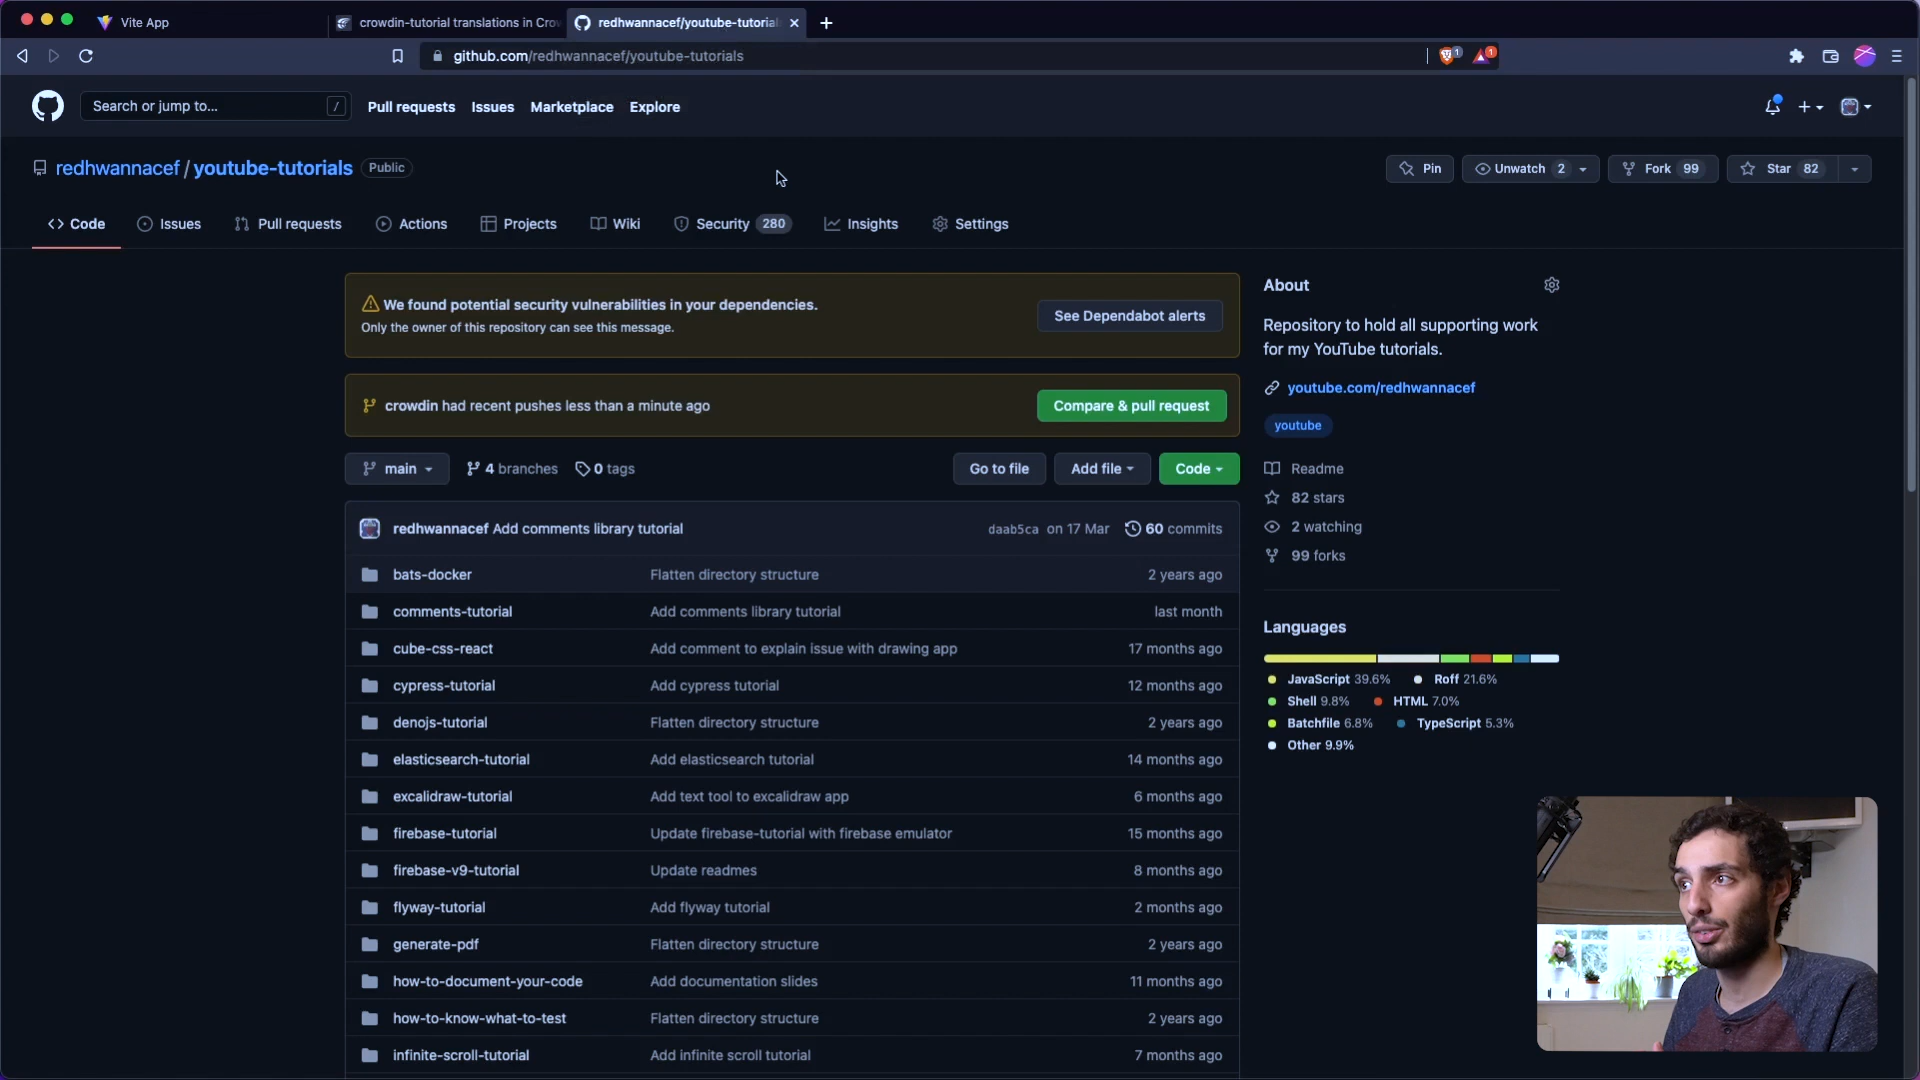 Vite App
crowdin-tutorial translations in Cro
redhwannacef/youtube-tutorial
github.com/redhwannacef/youtube-tutorials
1
1
Search or jump to...
/
Pull requests
Issues
Marketplace
Explore
redhwannacef / youtube-tutorials
Public
Pin
Unwatch 2
Fork 99
Star 82
<> Code
Issues
Pull requests
Actions
Projects
Wiki
Security 280
Insights
Settings
We found potential security vulnerabilities in your dependencies.
Only the owner of this repository can see this message.
See Dependabot alerts
crowdin had recent pushes less than a minute ago
Compare & pull request
main
4 branches
0 tags
Go to file
Add file
Code
redhwannacef Add comments library tutorial
daab5ca on 17 Mar
60 commits
bats-docker Flatten directory structure 2 years ago
comments-tutorial Add comments library tutorial last month
cube-css-react Add comment to explain issue with drawing app 17 months ago
cypress-tutorial Add cypress tutorial 12 months ago
denojs-tutorial Flatten directory structure 2 years ago
elasticsearch-tutorial Add elasticsearch tutorial 14 months ago
excalidraw-tutorial Add text tool to excalidraw app 6 months ago
firebase-tutorial Update firebase-tutorial with firebase emulator 15 months ago
firebase-v9-tutorial Update readmes 8 months ago
flyway-tutorial Add flyway tutorial 2 months ago
generate-pdf Flatten directory structure 2 years ago
how-to-document-your-code Add documentation slides 11 months ago
how-to-know-what-to-test Flatten directory structure 2 years ago
infinite-scroll-tutorial Add infinite scroll tutorial 7 months ago
About
Repository to hold all supporting work
for my YouTube tutorials.
youtube.com/redhwannacef
youtube
Readme
82 stars
2 watching
99 forks
Languages
JavaScript 39.6%
Roff 21.6%
Shell 9.8%
HTML 7.0%
Batchfile 6.8%
TypeScript 5.3%
Other 9.9%